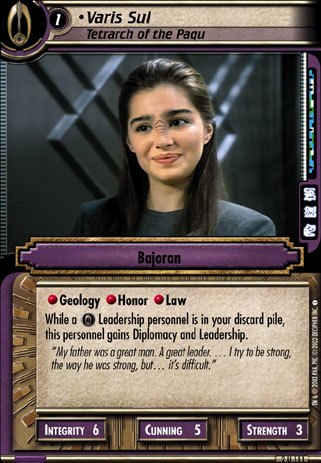 1
•Varis Sul
Tetrarch of the Paqu
Bajoran
Geology Honor Law
While a Leadership personnel is in your discard pile,
this personnel gains Diplomacy and Leadership.
"My father was a great man. A great leader. . . . I try to be strong,
the way he was strong, but… it's difficult."
INTEGRITY 6 CUNNING 5 STRENGTH 3